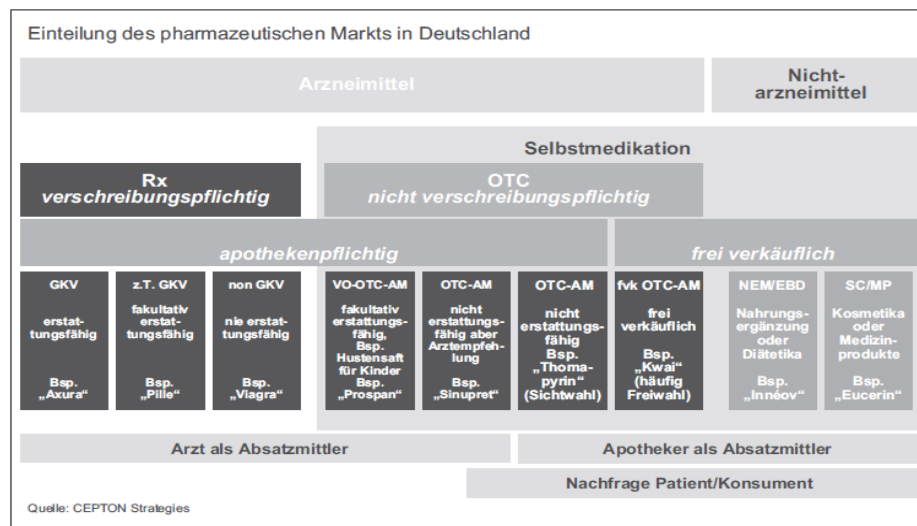 Einteilung des pharmazeutischen Markts in Deutschland
Arzneimittel
Nicht-
arzneimittel
Selbstmedikation
Rx
verschreibungspflichtig
OTC
nicht verschreibungspflichtig
apothekenpflichtig
frei verkäuflich
GKV
erstat-
tungsfähig
Bsp.
„Axura“
z.T. GKV
fakultativ
erstat-
tungsfähig
Bsp.
„Pille“
non GKV
nie erstat-
tungsfähig
Bsp.
„Viagra“
VO-OTC-AM
fakultativ
erstattungs-
fähig,
Bsp.
Hustensaft
für Kinder
Bsp.
„Prospan“
OTC-AM
nicht
erstattungs-
fähig aber
Arztempfeh-
lung
Bsp.
„Sinupret“
OTC-AM
nicht
erstattungs-
fähig
Bsp.
„Thoma-
pyrin“
(Sichtwahl)
fvk OTC-AM
frei
verkäuflich
Bsp.
„Kwai“
(häufig
Freiwahl)
NEM/EBD
Nahrungs-
ergänzung
oder
Diätetika
Bsp.
„Innéov“
SC/MP
Kosmetika
oder
Medizin-
produkte
Bsp.
„Eucerin“
Arzt als Absatzmittler
Apotheker als Absatzmittler
Nachfrage Patient/Konsument
Quelle: CEPTON Strategies